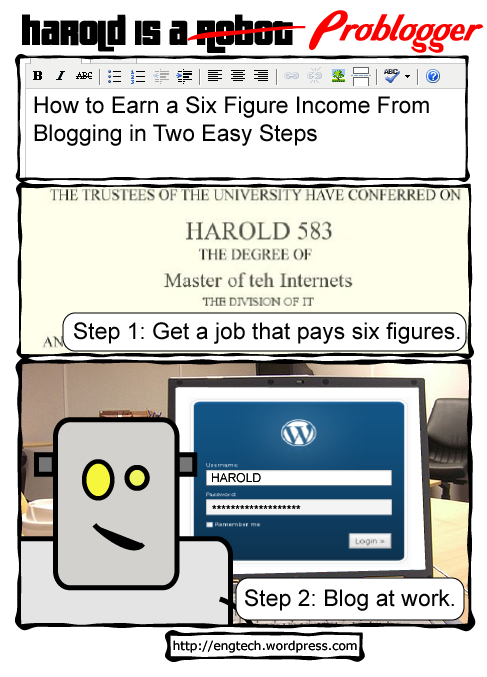 HAROLD IS A ROBOT Problogger
B I ABC ABC
How to Earn a Six Figure Income From
Blogging in Two Easy Steps
THE TRUSTEES OF THE UNIVERSITY HAVE CONFERRED ON
HAROLD 583
THE DEGREE OF
Master of teh Internets
THE DIVISION OF IT
AN
Step 1: Get a job that pays six figures.
W
Username:
HAROLD
Password:
*******************
Remember me
Login »
Step 2: Blog at work.
http://engtech.wordpress.com